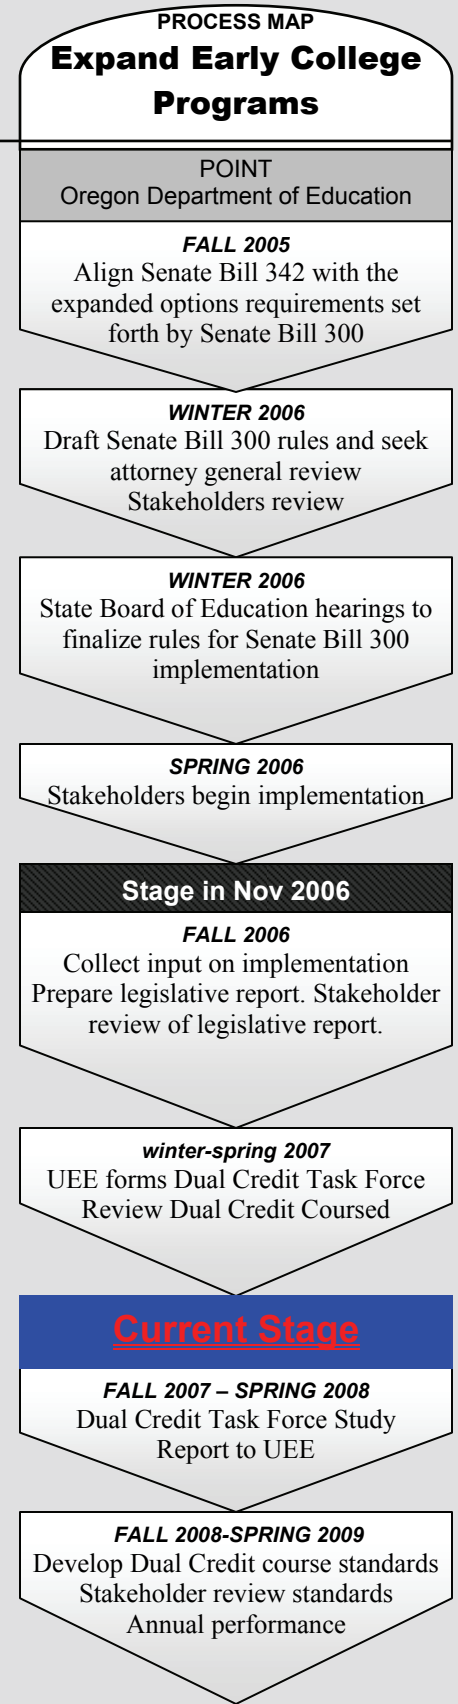 PROCESS MAP
Expand Early College
Programs
POINT
Oregon Department of Education
FALL 2005
Align Senate Bill 342 with the
expanded options requirements set
forth by Senate Bill 300
WINTER 2006
Draft Senate Bill 300 rules and seek
attorney general review
Stakeholders review
WINTER 2006
State Board of Education hearings to
finalize rules for Senate Bill 300
implementation
SPRING 2006
Stakeholders begin implementation
Stage in Nov 2006
FALL 2006
Collect input on implementation
Prepare legislative report. Stakeholder
review of legislative report.
winter-spring 2007
UEE forms Dual Credit Task Force
Review Dual Credit Coursed
Current Stage
FALL 2007 – SPRING 2008
Dual Credit Task Force Study
Report to UEE
FALL 2008-SPRING 2009
Develop Dual Credit course standards
Stakeholder review standards
Annual performance